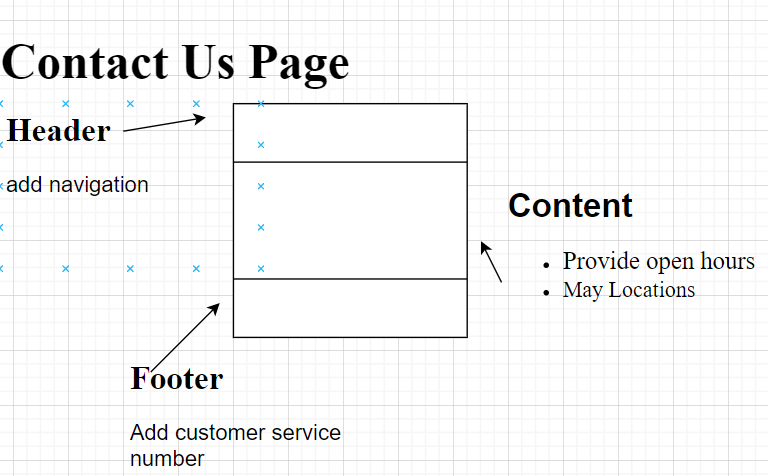 Contact Us Page
Header
add navigation
Content
Provide open hours
May Locations
Footer
Add customer service
number